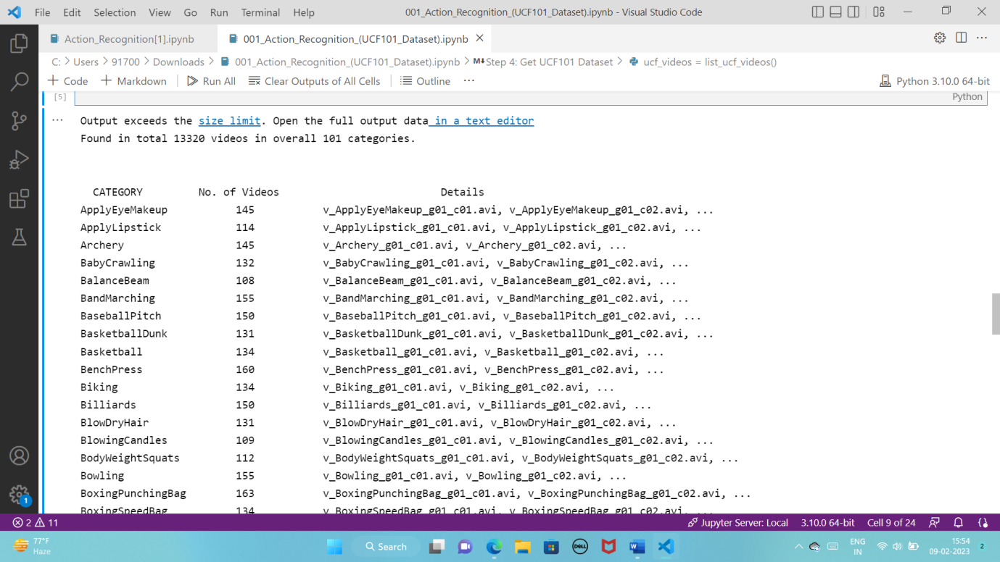 File Edit Selection View Go Run Terminal Help 001_Action_Recognition_(UCF101_Dataset).ipynb - Visual Studio Code
Action_Recognition[1].ipynb 001_Action_Recognition_(UCF101_Dataset).ipynb
C: > Users > 91700 > Downloads > 001_Action_Recognition_(UCF101_Dataset).ipynb > M↓Step 4: Get UCF101 Dataset > ucf_videos = list_ucf_videos()
+ Code + Markdown Run All Clear Outputs of All Cells Outline ... Python 3.10.0 64-bit
[5] Python
... Output exceeds the size limit. Open the full output data in a text editor
Found in total 13320 videos in overall 101 categories.
CATEGORY No. of Videos Details
ApplyEyeMakeup 145 v_ApplyEyeMakeup_g01_c01.avi, v_ApplyEyeMakeup_g01_c02.avi, ...
ApplyLipstick 114 v_ApplyLipstick_g01_c01.avi, v_ApplyLipstick_g01_c02.avi, ...
Archery 145 v_Archery_g01_c01.avi, v_Archery_g01_c02.avi, ...
BabyCrawling 132 v_BabyCrawling_g01_c01.avi, v_BabyCrawling_g01_c02.avi, ...
BalanceBeam 108 v_BalanceBeam_g01_c01.avi, v_BalanceBeam_g01_c02.avi, ...
BandMarching 155 v_BandMarching_g01_c01.avi, v_BandMarching_g01_c02.avi, ...
BaseballPitch 150 v_BaseballPitch_g01_c01.avi, v_BaseballPitch_g01_c02.avi, ...
BasketballDunk 131 v_BasketballDunk_g01_c01.avi, v_BasketballDunk_g01_c02.avi, ...
Basketball 134 v_Basketball_g01_c01.avi, v_Basketball_g01_c02.avi, ...
BenchPress 160 v_BenchPress_g01_c01.avi, v_BenchPress_g01_c02.avi, ...
Biking 134 v_Biking_g01_c01.avi, v_Biking_g01_c02.avi, ...
Billiards 150 v_Billiards_g01_c01.avi, v_Billiards_g01_c02.avi, ...
BlowDryHair 131 v_BlowDryHair_g01_c01.avi, v_BlowDryHair_g01_c02.avi, ...
BlowingCandles 109 v_BlowingCandles_g01_c01.avi, v_BlowingCandles_g01_c02.avi, ...
BodyWeightSquats 112 v_BodyWeightSquats_g01_c01.avi, v_BodyWeightSquats_g01_c02.avi, ...
Bowling 155 v_Bowling_g01_c01.avi, v_Bowling_g01_c02.avi, ...
BoxingPunchingBag 163 v_BoxingPunchingBag_g01_c01.avi, v_BoxingPunchingBag_g01_c02.avi, ...
BoxingSpeedBag 134 v_BoxingSpeedBag_g01_c01.avi, v_BoxingSpeedBag_g01_c02.avi, ...
1
2 11 Jupyter Server: Local 3.10.0 64-bit Cell 9 of 24
77°F
Haze
Search
DELL
W
ENG
IN
15:54
09-02-2023
2